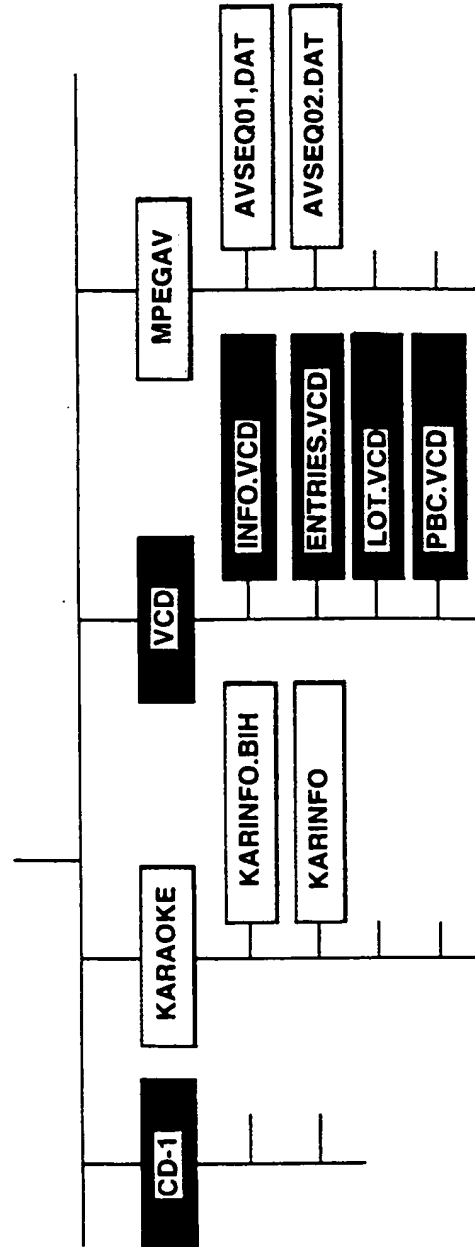 CD-1
KARAOKE
KARINFO.BIH
KARINFO
VCD
INFO.VCD
ENTRIES.VCD
LOT.VCD
PBC.VCD
MPEGAV
AVSEQ01,DAT
AVSEQ02.DAT